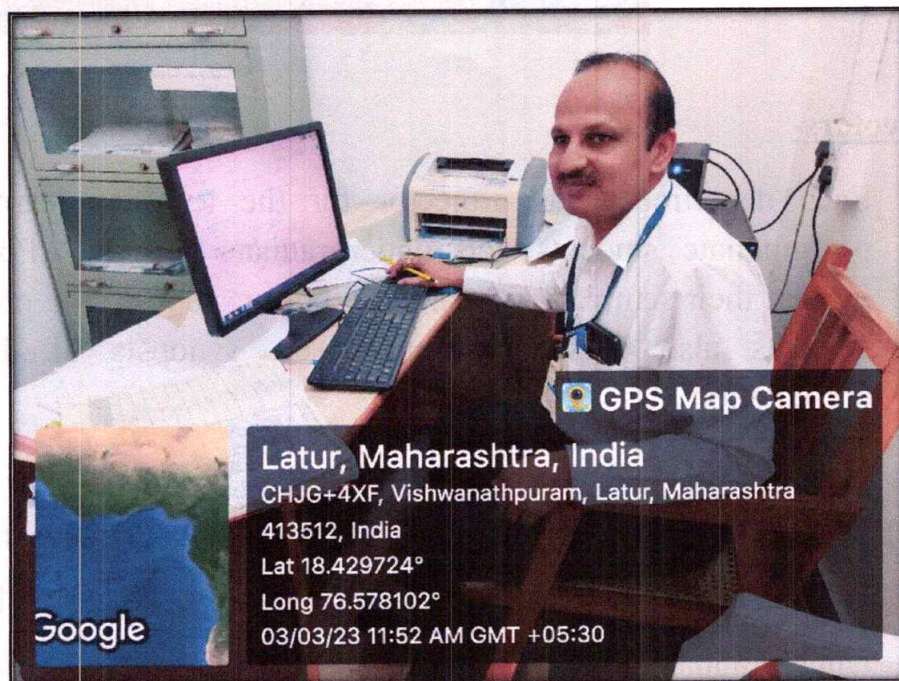 GPS Map Camera
Latur, Maharashtra, India
CHJG+4XF, Vishwanathpuram, Latur, Maharashtra
413512, India
Lat 18.429724°
Long 76.578102°
03/03/23 11:52 AM GMT +05:30
Google